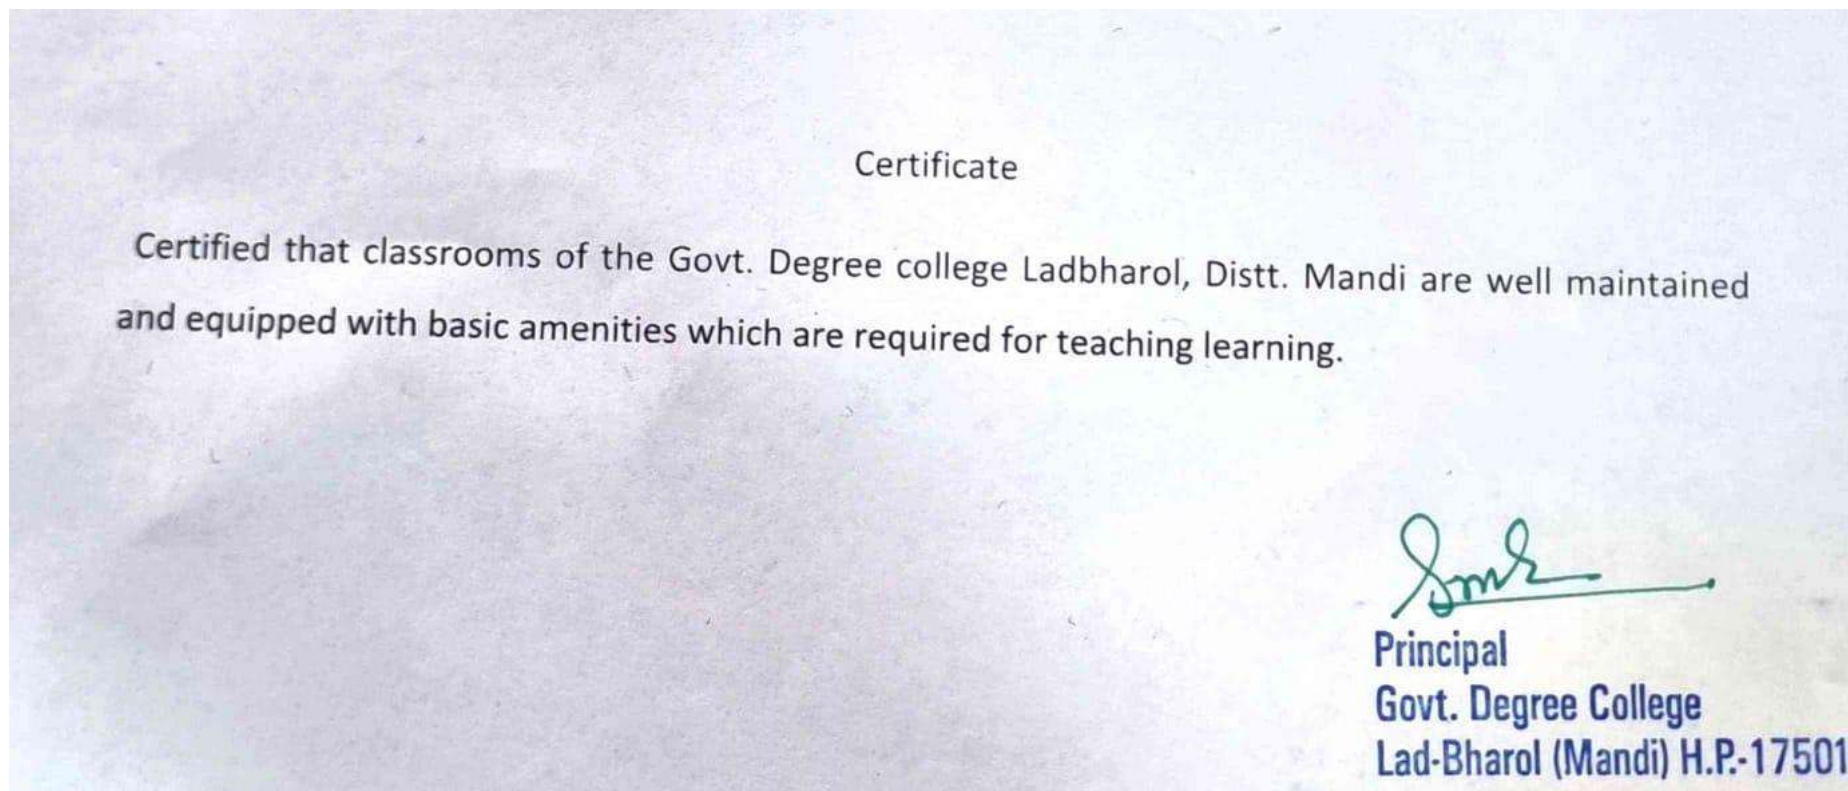 Certificate
Certified that classrooms of the Govt. Degree college Ladbharol, Distt. Mandi are well maintained
and equipped with basic amenities which are required for teaching learning.
Principal
Govt. Degree College
Lad-Bharol (Mandi) H.P.-17501